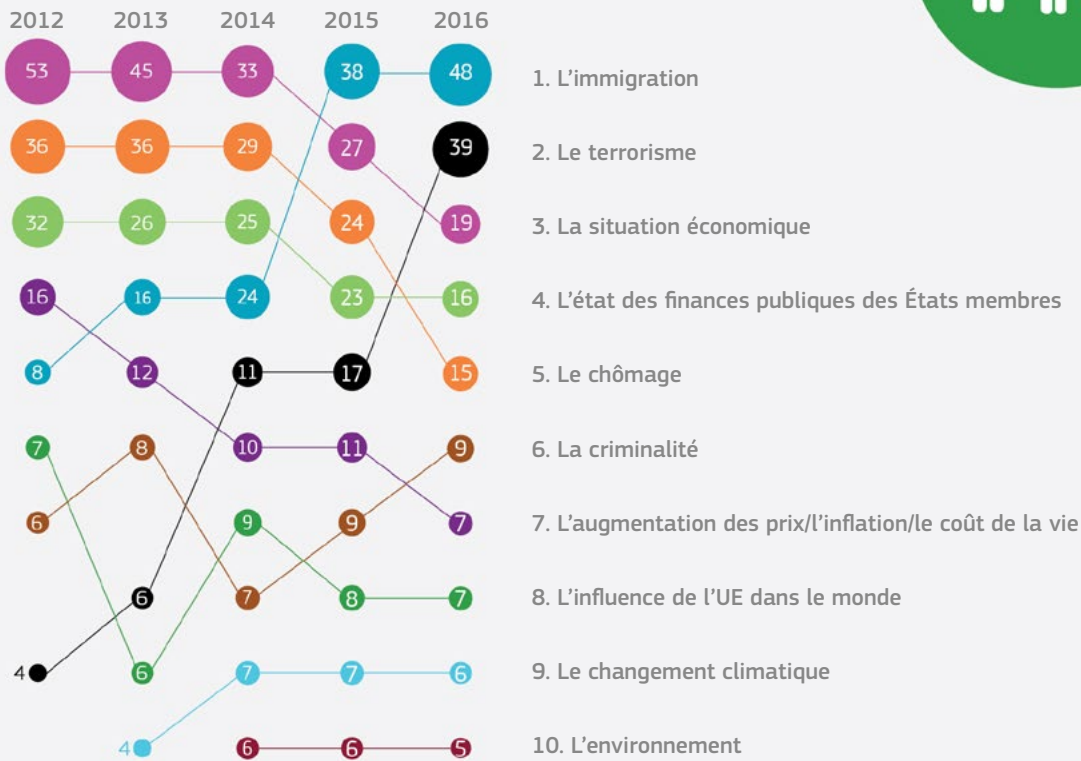 2012 2013 2014 2015 2016
53 45 33 38 48 1. L'immigration
36 36 29 27 39 2. Le terrorisme
32 26 25 24 19 3. La situation économique
16 16 24 23 16 4. L'état des finances publiques des États membres
8 12 11 17 15 5. Le chômage
7 8 10 11 9 6. La criminalité
6 9 9 7 7. L'augmentation des prix/l'inflation/le coût de la vie
6 7 8 7 8. L'influence de l'UE dans le monde
4 6 7 7 6 9. Le changement climatique
4 6 6 5 10. L'environnement